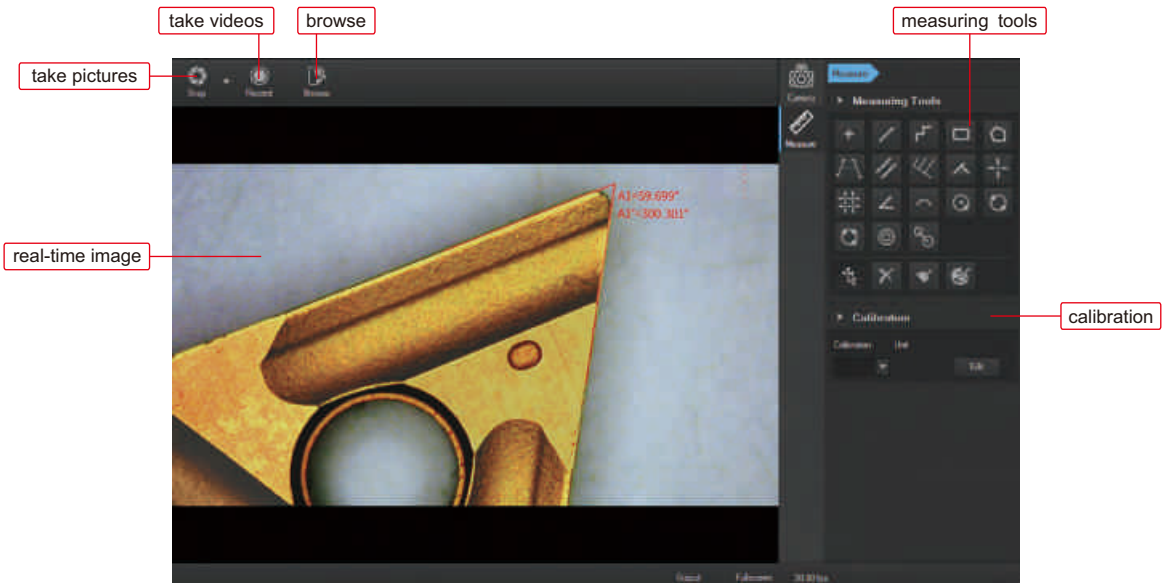 take videos
browse
measuring tools
take pictures
Snap
Record
Browse
Camera
Measure
Measure
Measuring Tools
A1=59.699°
A1'=300.301°
real-time image
Calibration
calibration
Calibration Unit
Edit
Fullscreen